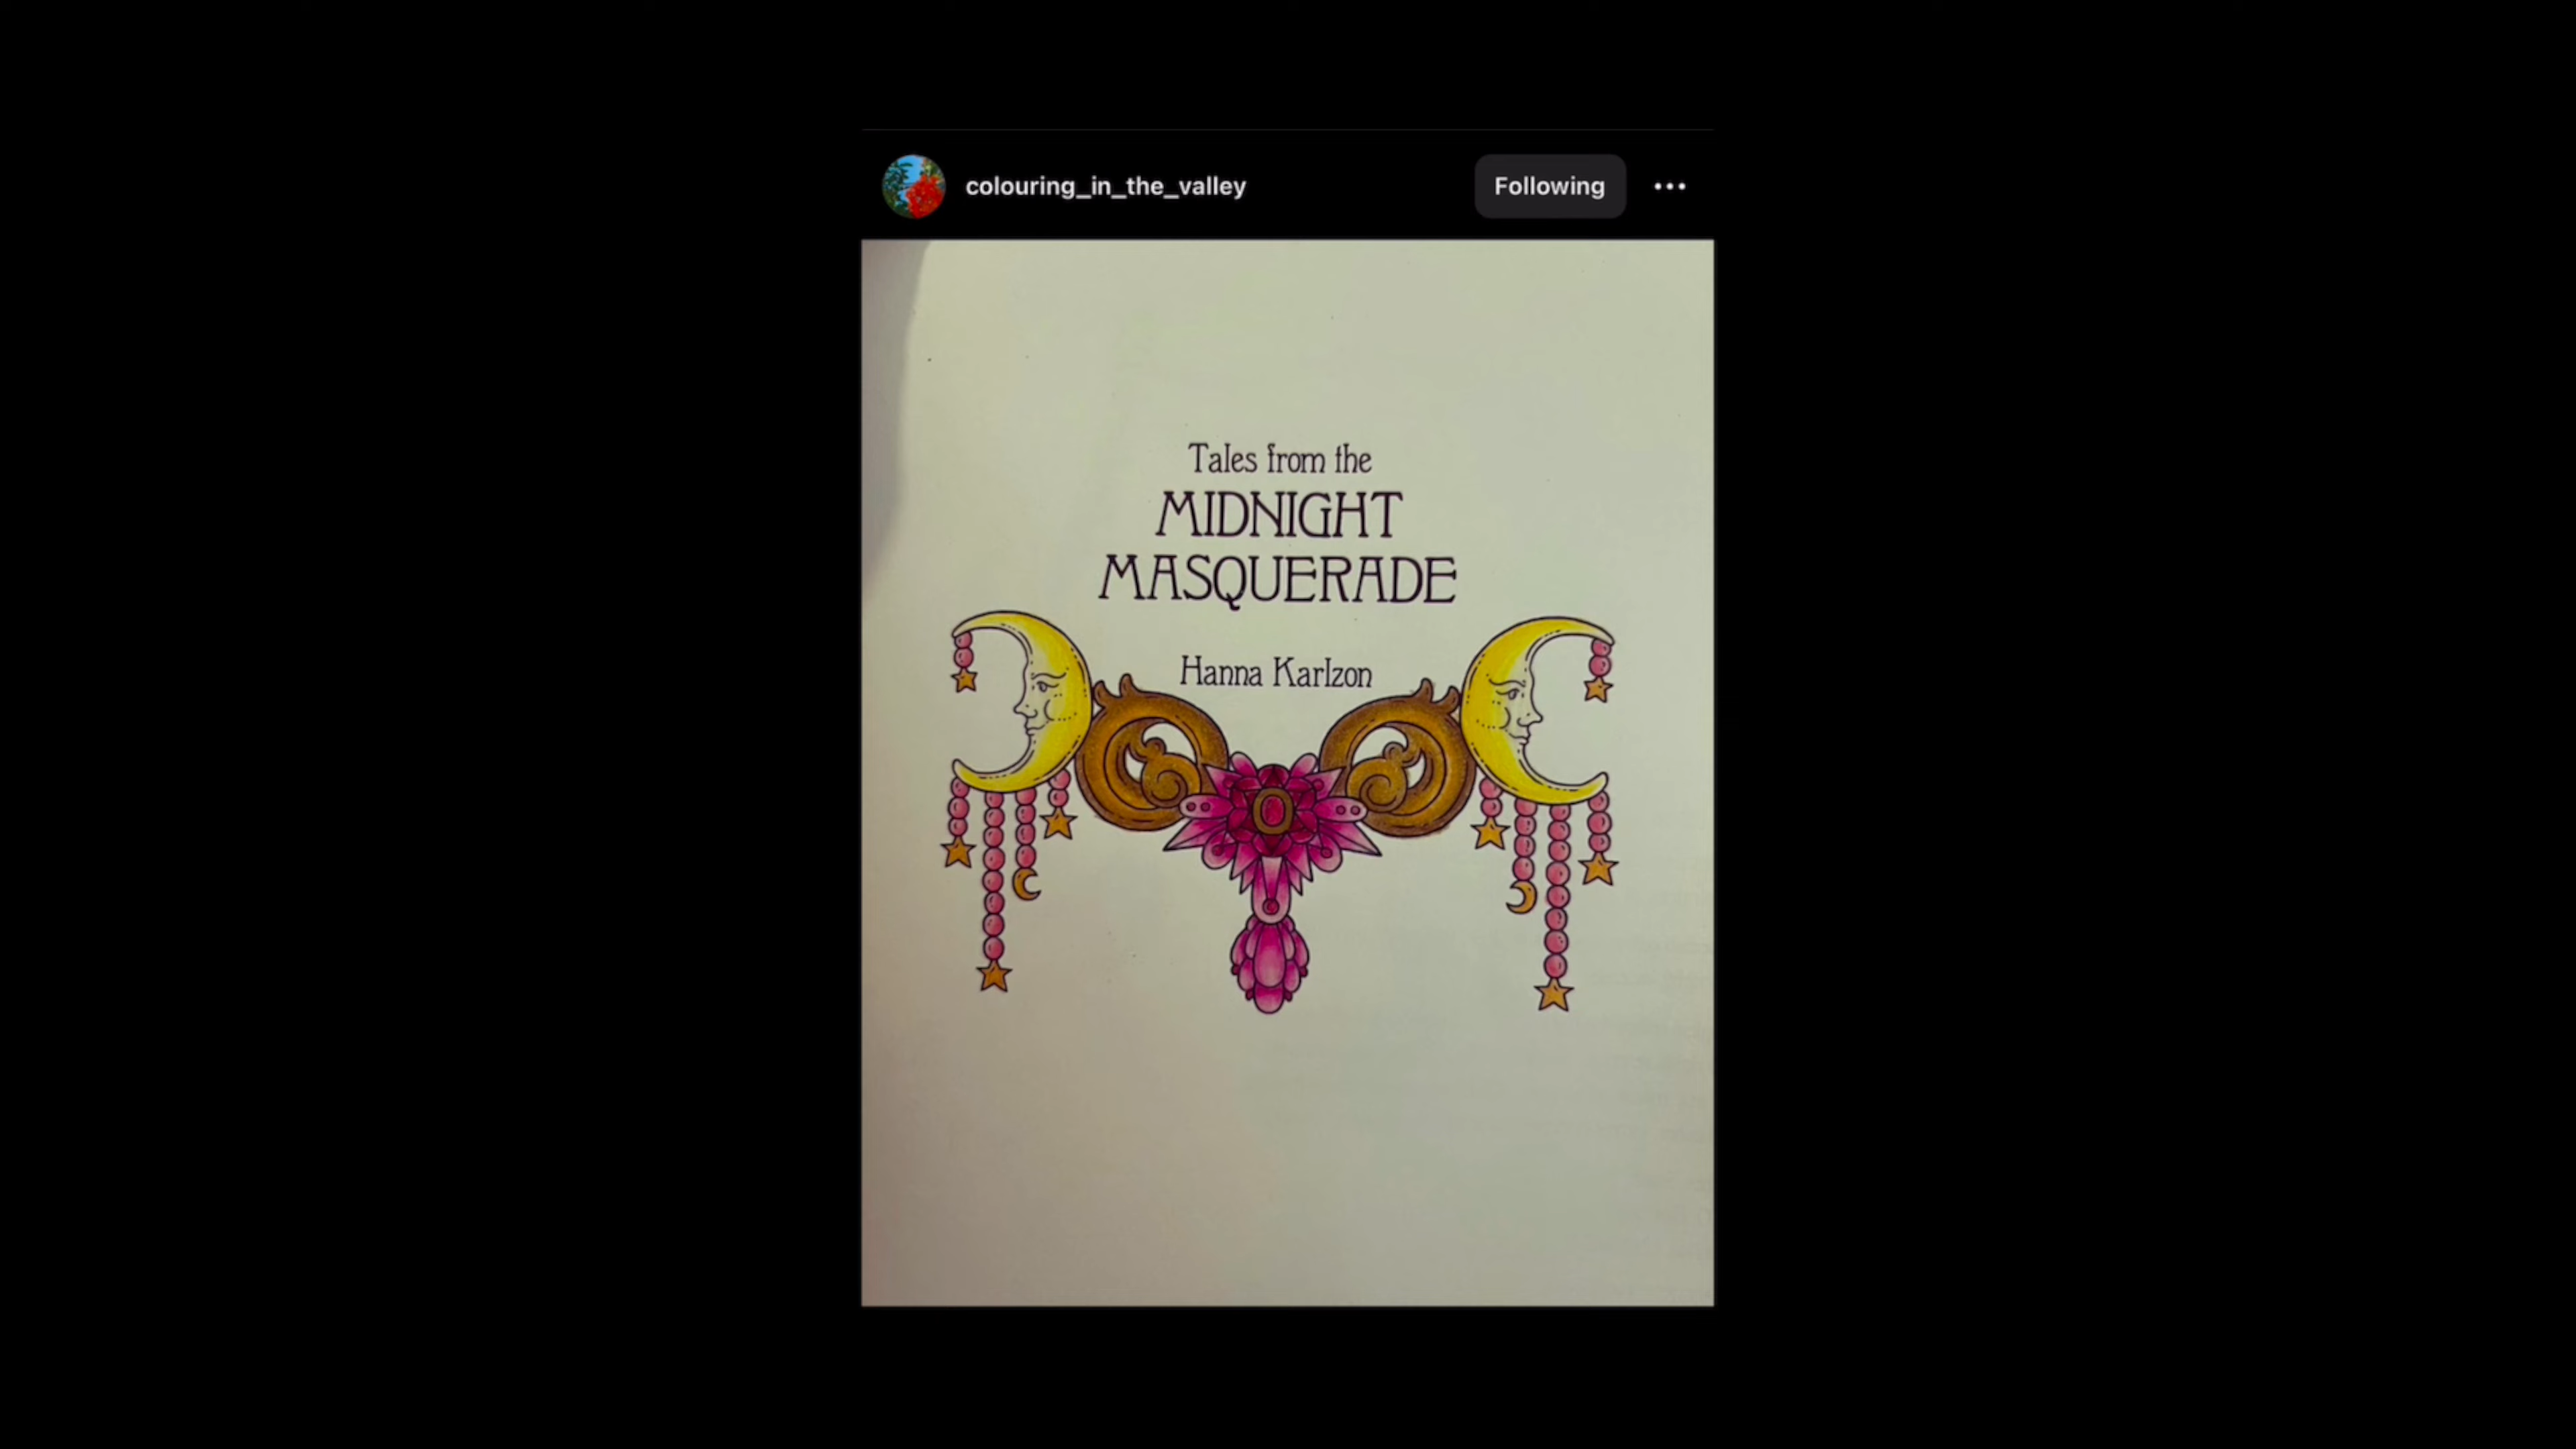 colouring_in_the_valley
Following
Tales from the
MIDNIGHT
MASQUERADE
Hanna Karlzon